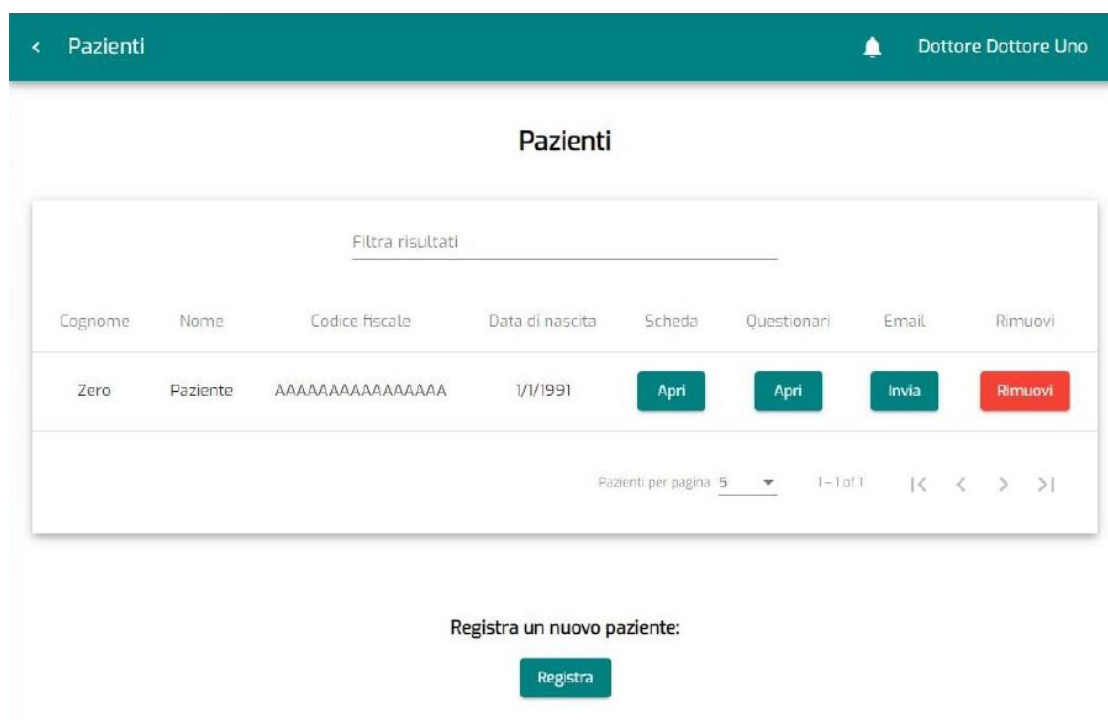 < Pazienti Dottore Dottore Uno
Pazienti
Filtra risultati
Cognome Nome Codice fiscale Data di nascita Scheda Questionari Email Rimuovi
Zero Paziente AAAAAAAAAAAAAAAA 1/1/1991 Apri Apri Invia Rimuovi
Pazienti per pagina 5 1 – 1 of 1
Registra un nuovo paziente:
Registra